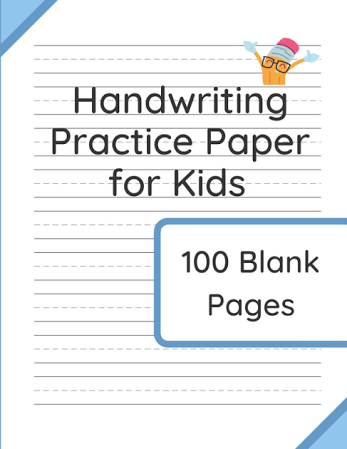 Handwriting
Practice Paper
for Kids
100 Blank
Pages